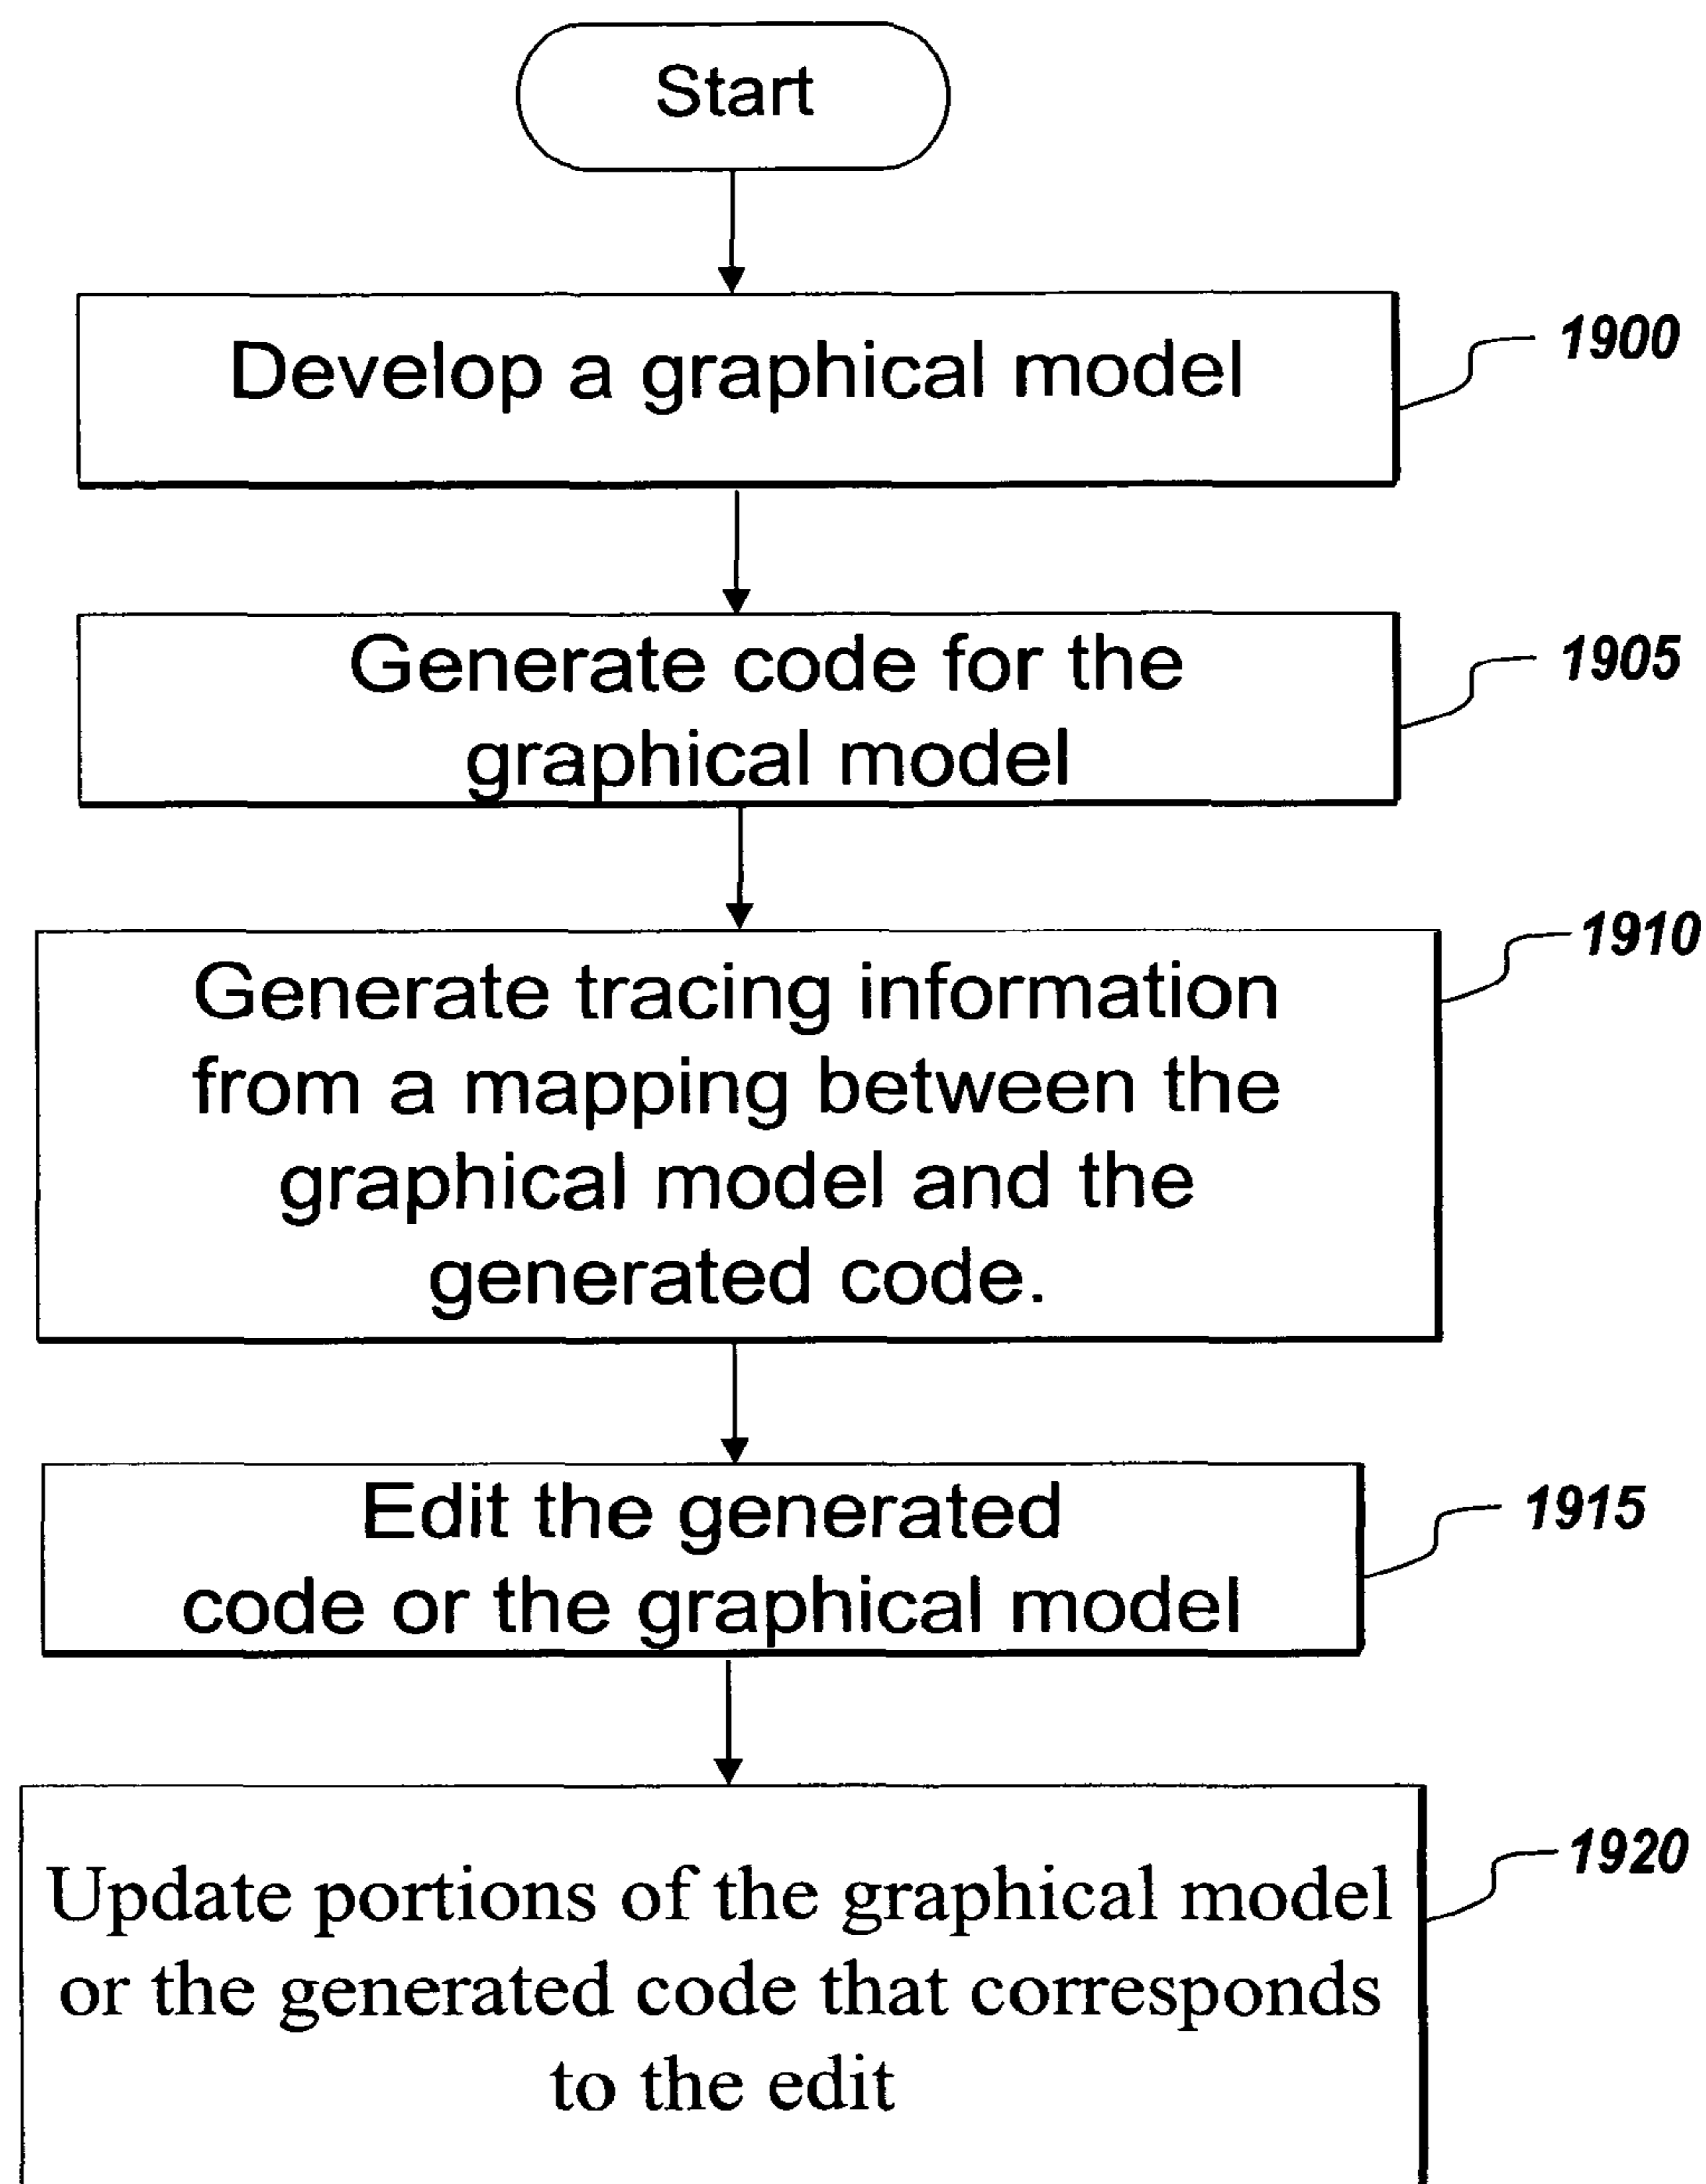 Start
Develop a graphical model
1900
Generate code for the
graphical model
1905
Generate tracing information
from a mapping between the
graphical model and the
generated code.
1910
Edit the generated
code or the graphical model
1915
Update portions of the graphical model
or the generated code that corresponds
to the edit
1920